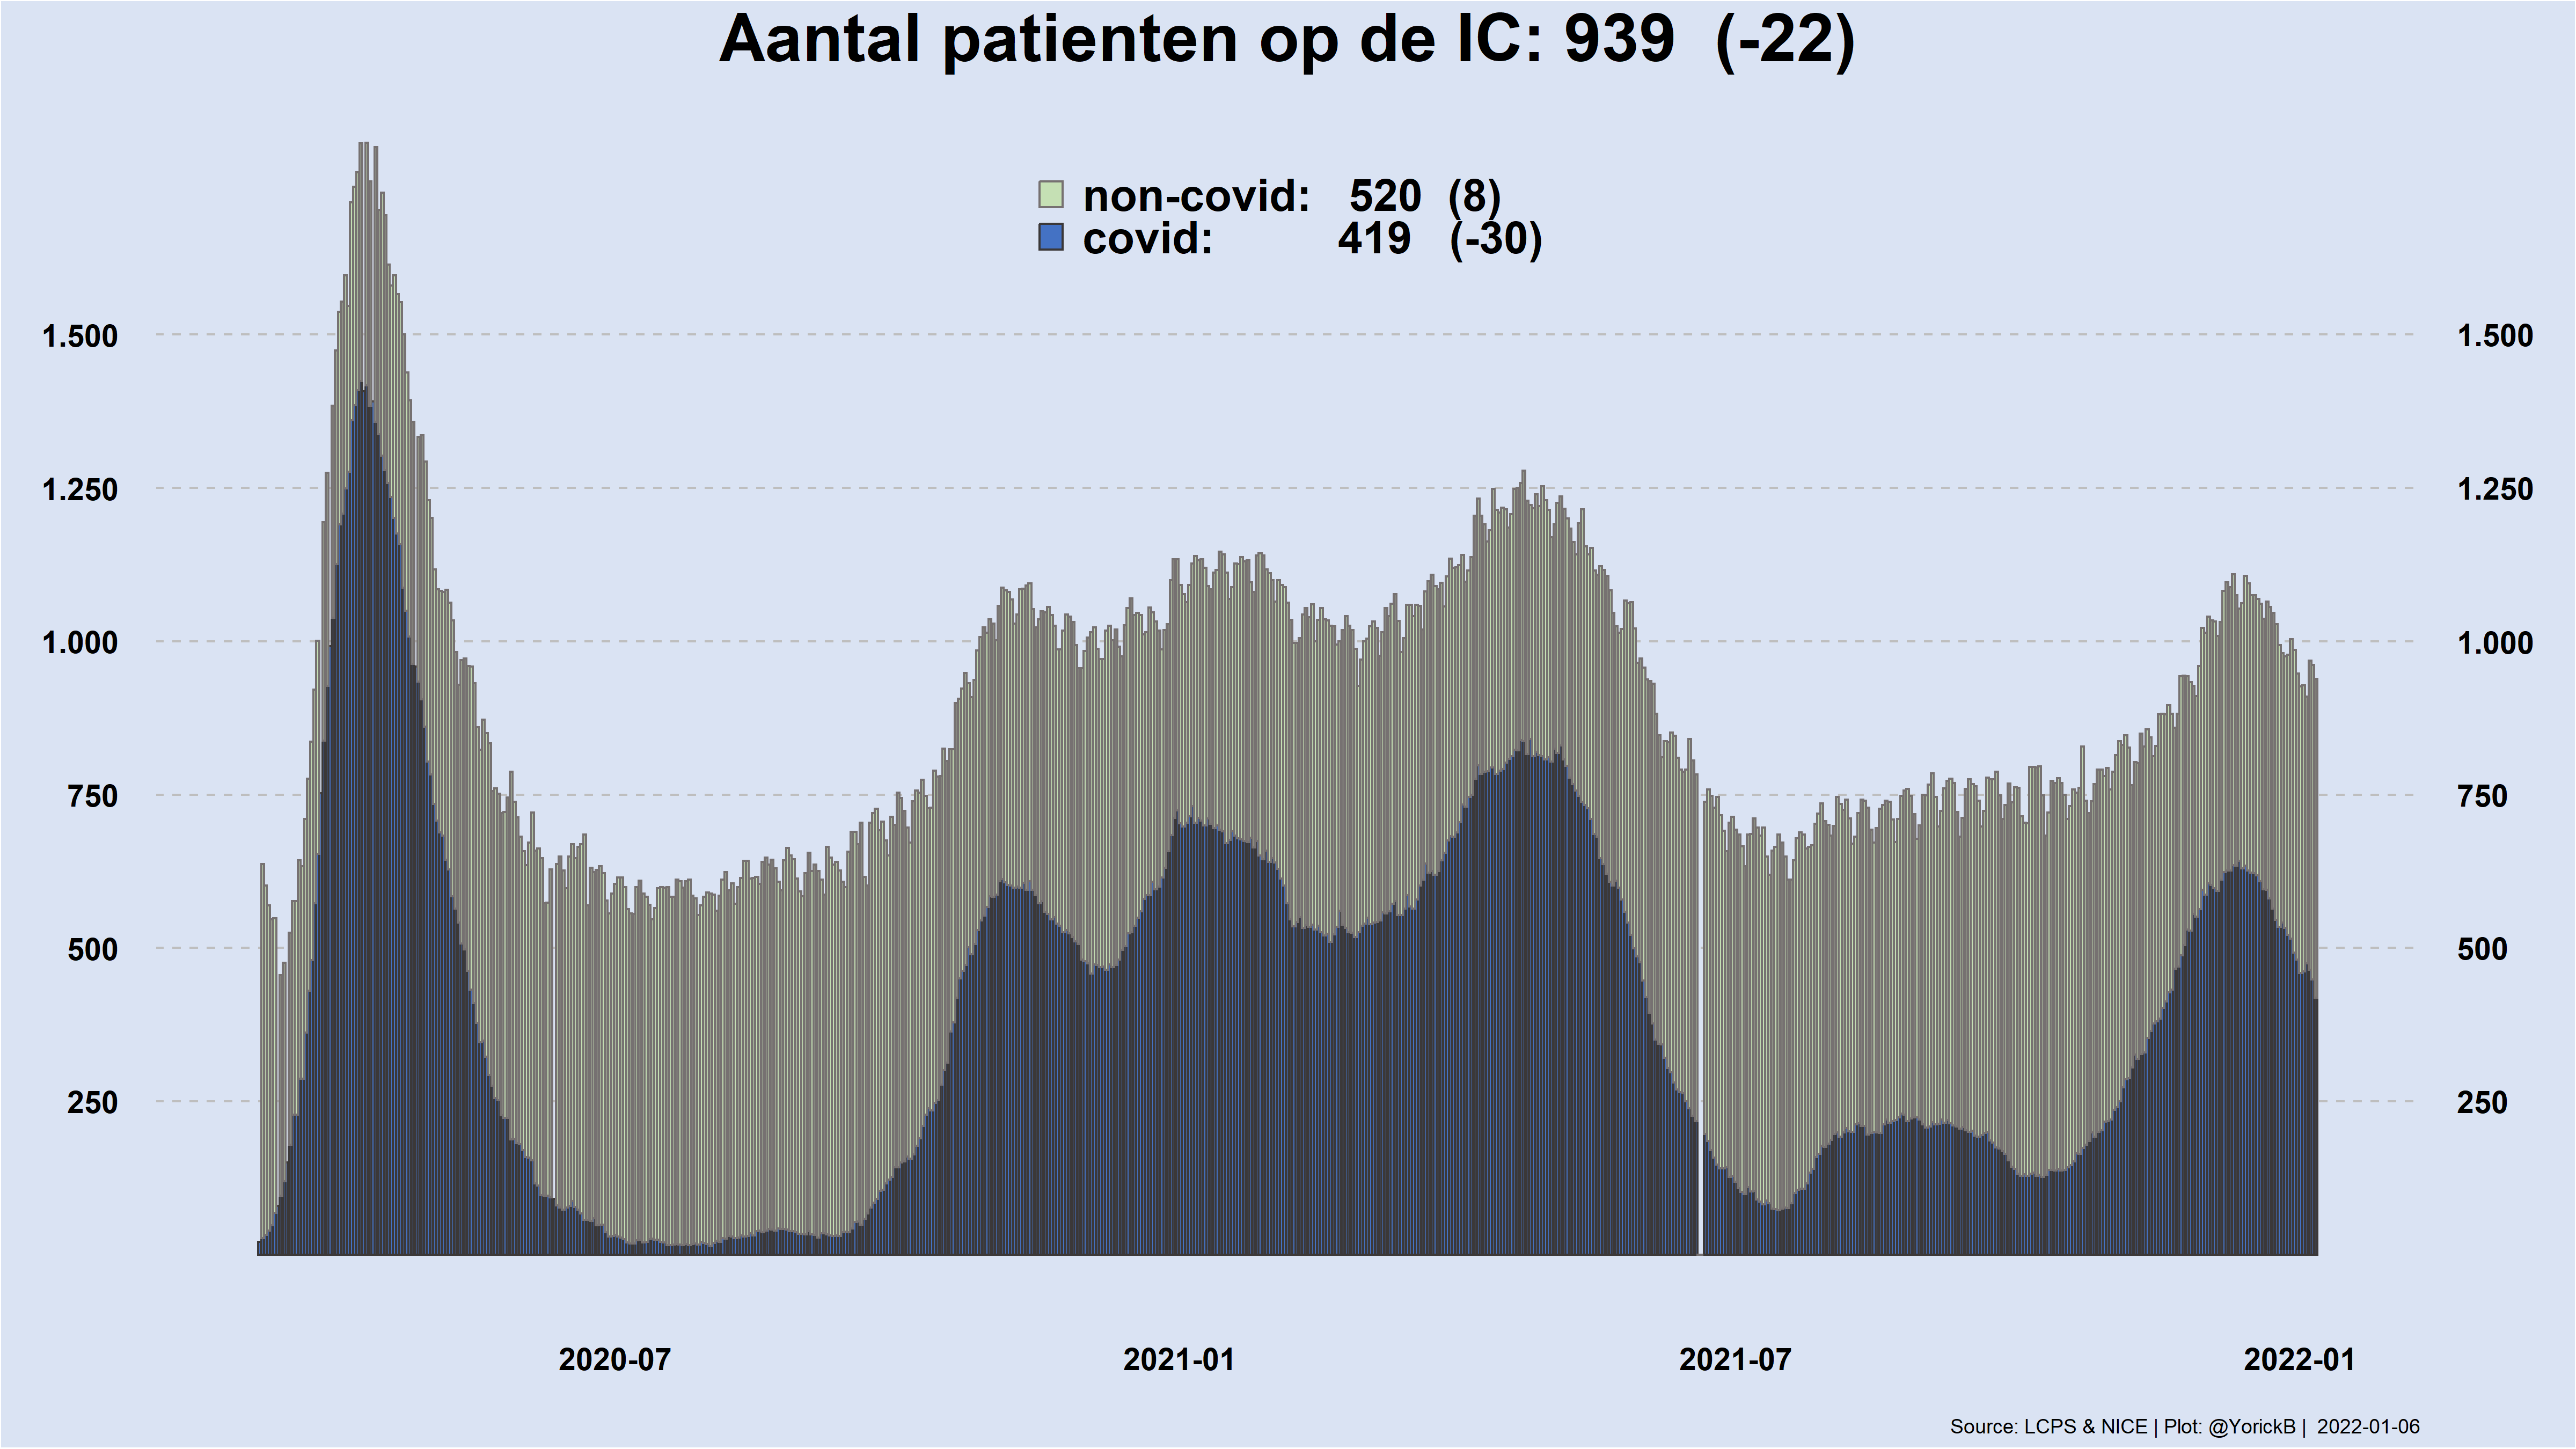 Aantal patienten op de IC: 939 (-22)
non-covid: 520 (8)
covid: 419 (-30)
1.500 1.500
1.250 1.250
1.000 1.000
750 750
500 500
250 250
2020-07 2021-01 2021-07 2022-01
Source: LCPS & NICE | Plot: @YorickB | 2022-01-06